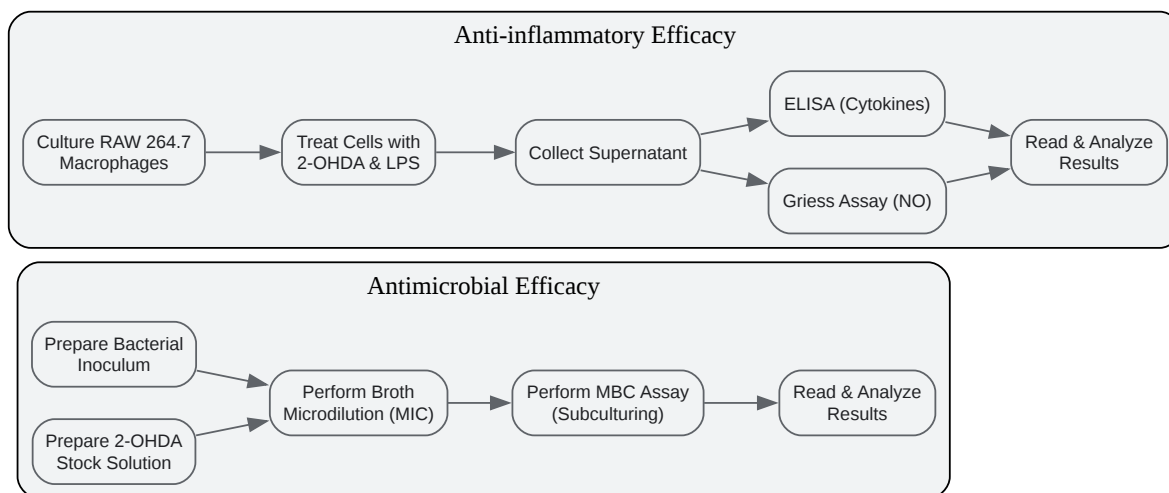 Anti-inflammatory Efficacy
Culture RAW 264.7
Macrophages
Treat Cells with
2-OHDA & LPS
Collect Supernatant
ELISA (Cytokines)
Griess Assay (NO)
Read & Analyze
Results
Antimicrobial Efficacy
Prepare Bacterial
Inoculum
Prepare 2-OHDA
Stock Solution
Perform Broth
Microdilution (MIC)
Perform MBC Assay
(Subculturing)
Read & Analyze
Results